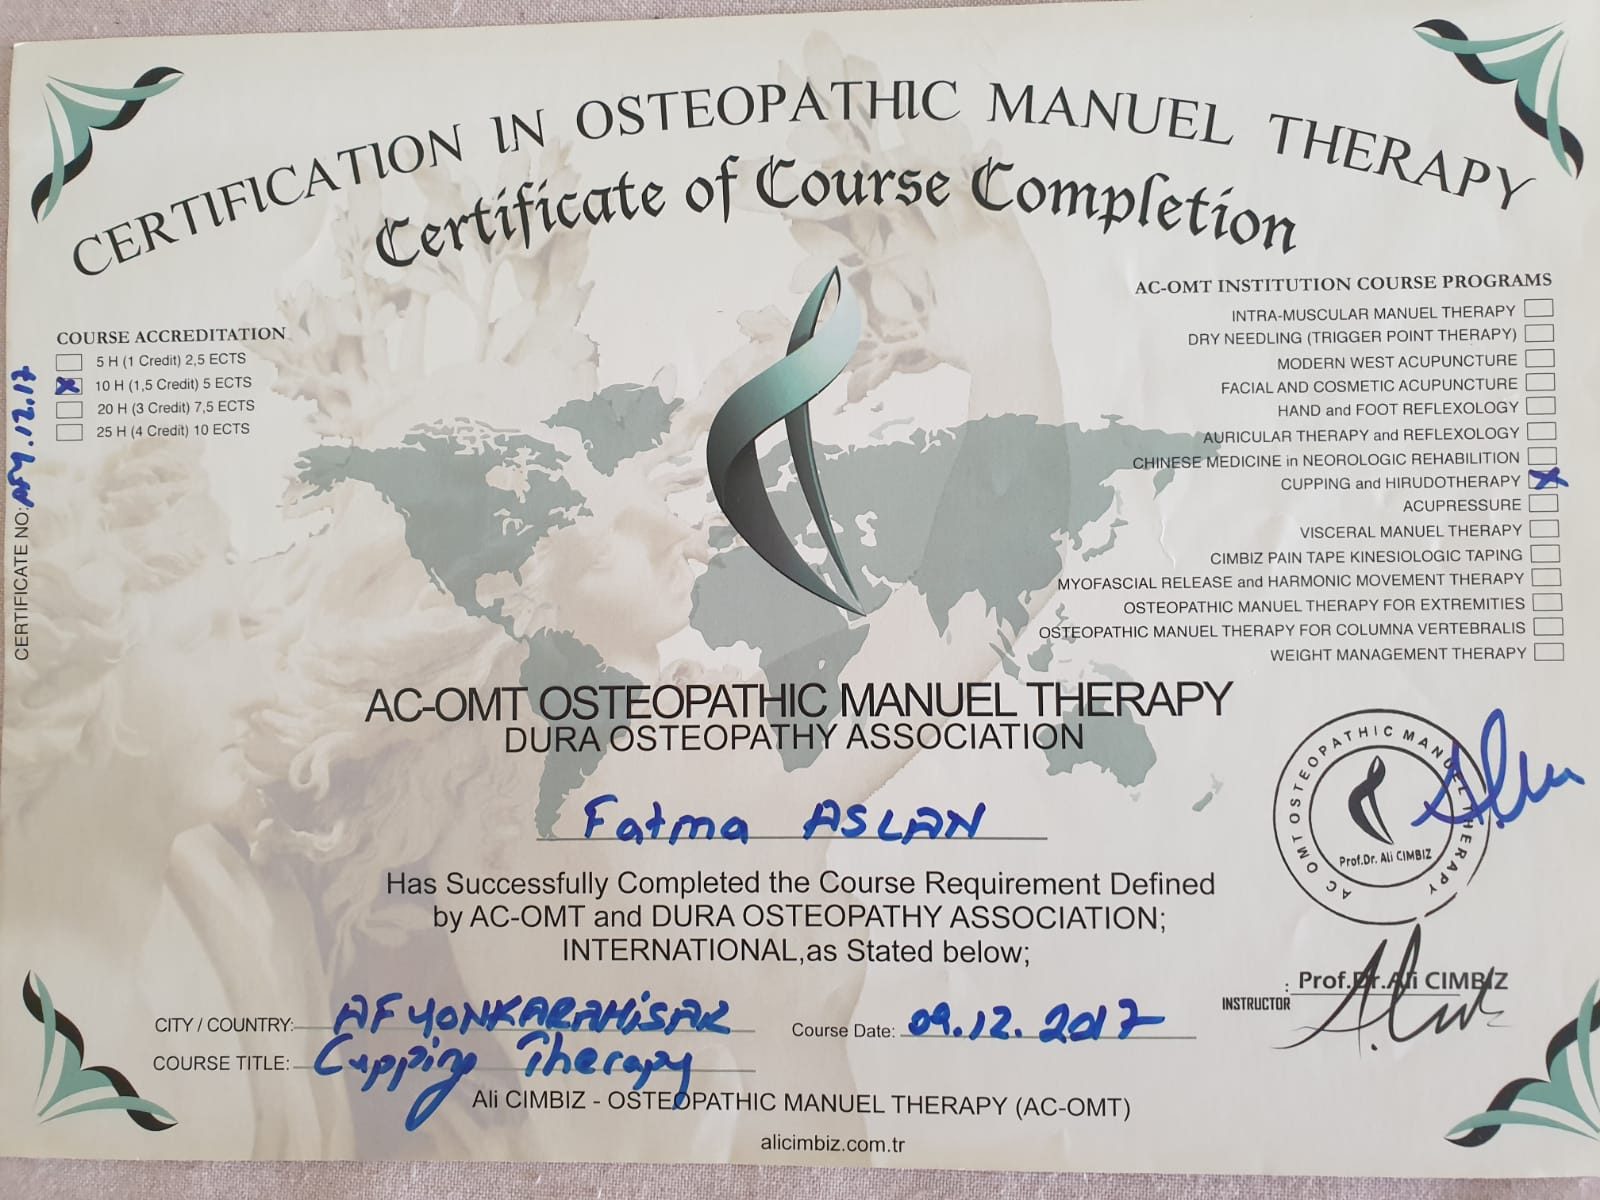 CERTIFICATION IN OSTEOPATHIC MANUEL THERAPY
Certificate of Course Completion
COURSE ACCREDITATION
5 H (1 Credit) 2,5 ECTS
10 H (1,5 Credit) 5 ECTS
20 H (3 Credit) 7,5 ECTS
25 H (4 Credit) 10 ECTS
CERTIFICATE NO: AFY.12.17
AC-OMT INSTITUTION COURSE PROGRAMS
INTRA-MUSCULAR MANUEL THERAPY
DRY NEEDLING (TRIGGER POINT THERAPY)
MODERN WEST ACUPUNCTURE
FACIAL AND COSMETIC ACUPUNCTURE
HAND and FOOT REFLEXOLOGY
AURICULAR THERAPY and REFLEXOLOGY
CHINESE MEDICINE in NEOROLOGIC REHABILITION
CUPPING and HIRUDOTHERAPY
ACUPRESSURE
VISCERAL MANUEL THERAPY
CIMBIZ PAIN TAPE KINESIOLOGIC TAPING
MYOFASCIAL RELEASE and HARMONIC MOVEMENT THERAPY
OSTEOPATHIC MANUEL THERAPY FOR EXTREMITIES
OSTEOPATHIC MANUEL THERAPY FOR COLUMNA VERTEBRALIS
WEIGHT MANAGEMENT THERAPY
AC-OMT OSTEOPATHIC MANUEL THERAPY
DURA OSTEOPATHY ASSOCIATION
Fatma ASLAN
Has Successfully Completed the Course Requirement Defined
by AC-OMT and DURA OSTEOPATHY ASSOCIATION;
INTERNATIONAL,as Stated below;
AC OMT OSTEOPATHIC MANUEL THERAPY
Prof.Dr. Ali CIMBIZ
INSTRUCTOR : Prof.Dr.Ali CIMBIZ
CITY / COUNTRY: AFYONKARAHiSAR
Course Date: 09.12.2017
COURSE TITLE: Cupping Therapy
Ali CIMBIZ - OSTEOPATHIC MANUEL THERAPY (AC-OMT)
alicimbiz.com.tr